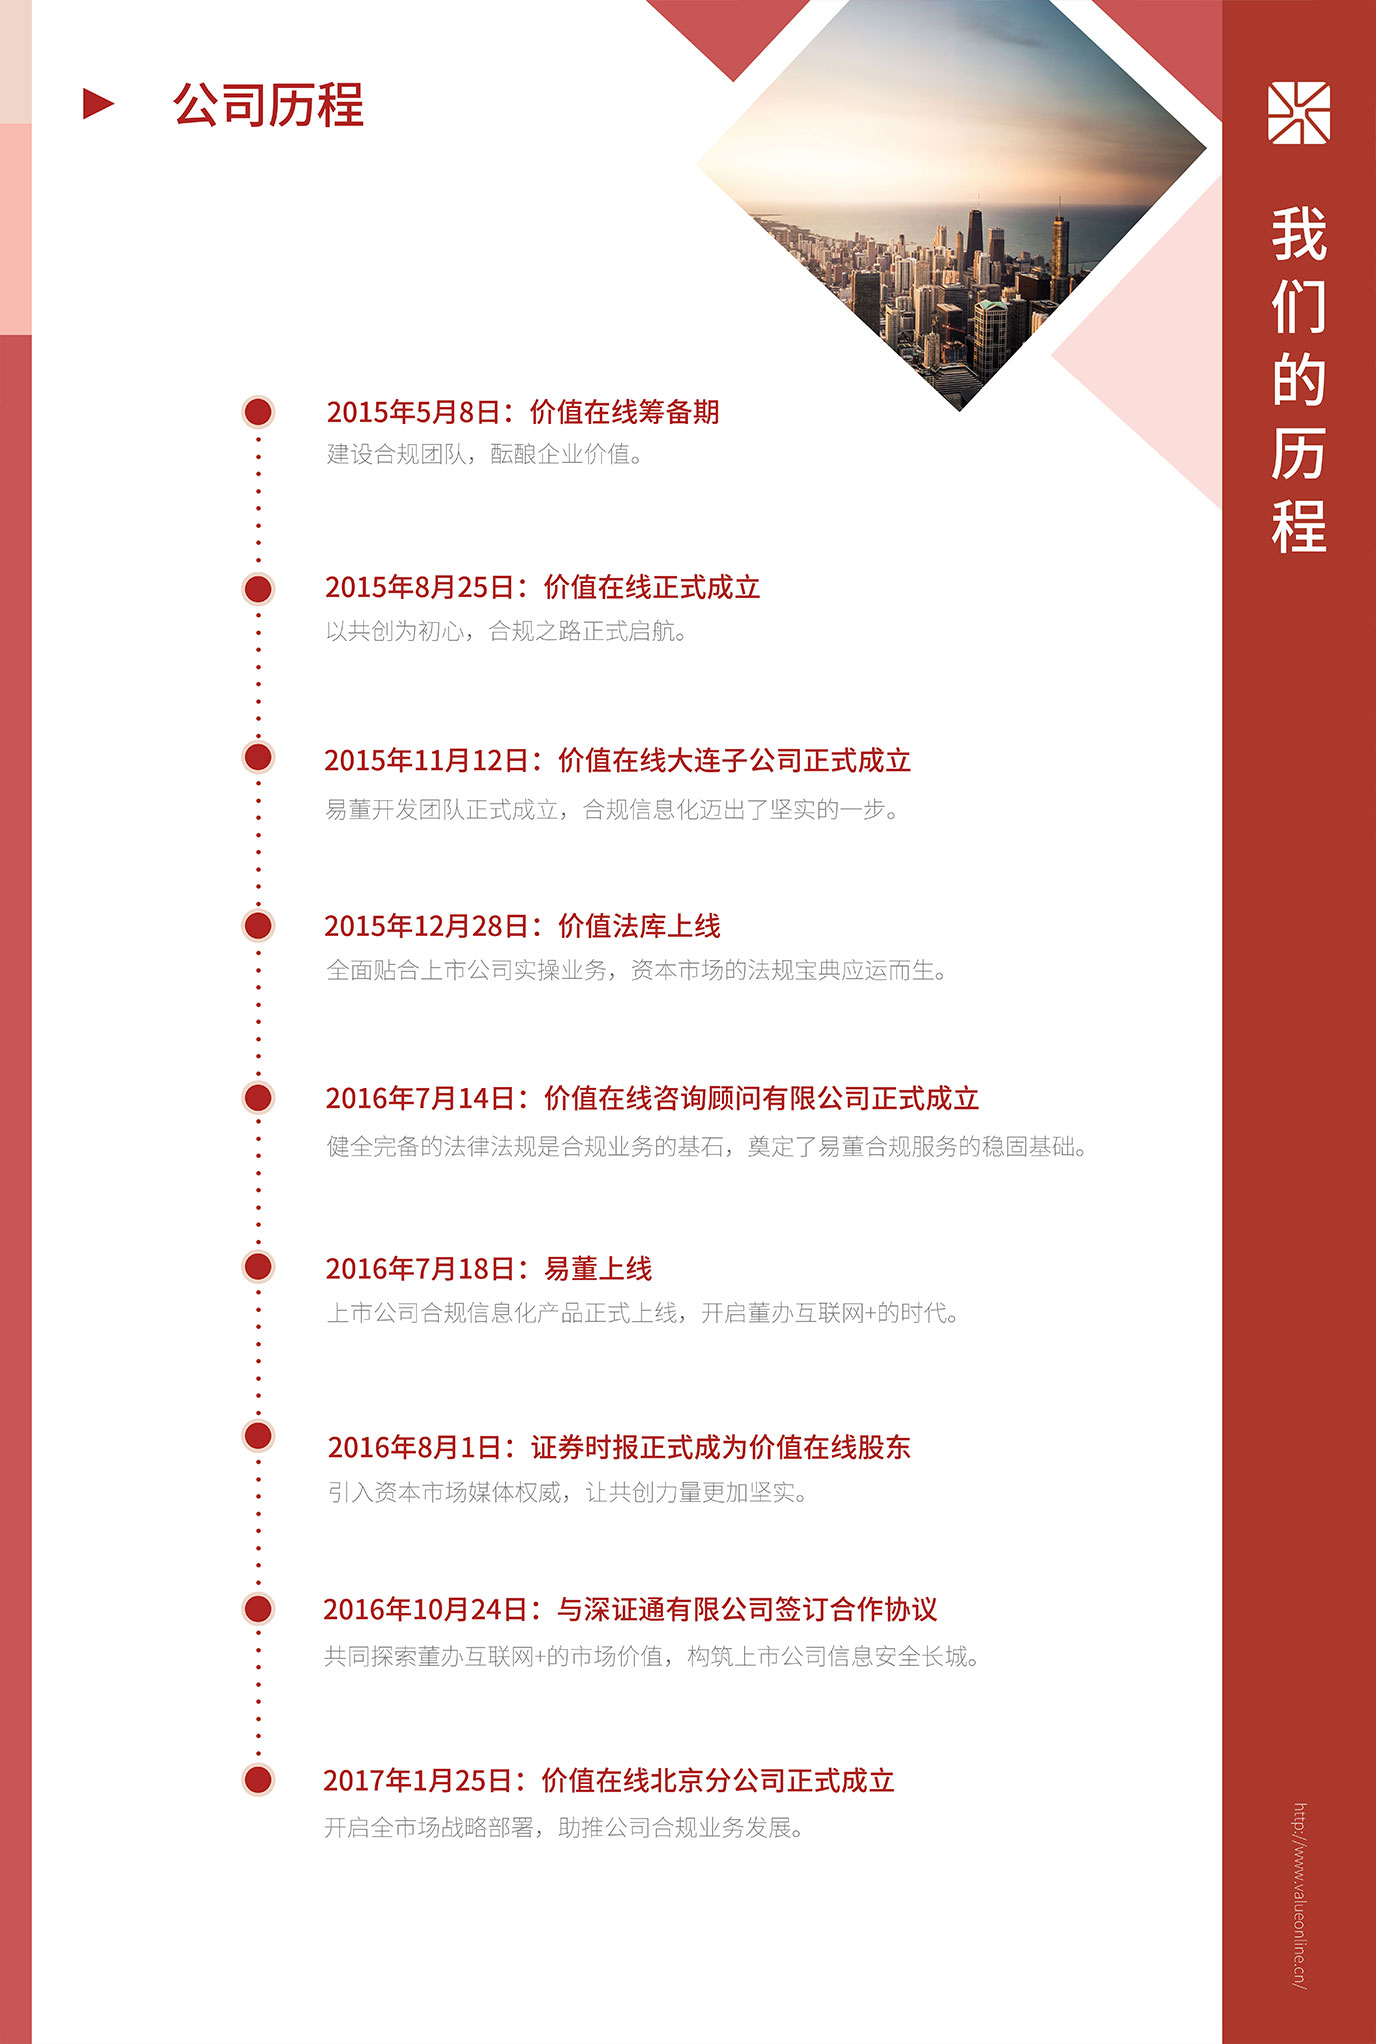 公司历程
我们的历程
2015年5月8日：价值在线筹备期
建设合规团队，酝酿企业价值。
2015年8月25日：价值在线正式成立
以共创为初心，合规之路正式启航。
2015年11月12日：价值在线大连子公司正式成立
易董开发团队正式成立，合规信息化迈出了坚实的一步。
2015年12月28日：价值法库上线
全面贴合上市公司实操业务，资本市场的法规宝典应运而生。
2016年7月14日：价值在线咨询顾问有限公司正式成立
健全完备的法律法规是合规业务的基石，奠定了易董合规服务的稳固基础。
2016年7月18日：易董上线
上市公司合规信息化产品正式上线，开启董办互联网+的时代。
2016年8月1日：证券时报正式成为价值在线股东
引入资本市场媒体权威，让共创力量更加坚实。
2016年10月24日：与深证通有限公司签订合作协议
共同探索董办互联网+的市场价值，构筑上市公司信息安全长城。
2017年1月25日：价值在线北京分公司正式成立
开启全市场战略部署，助推公司合规业务发展。
http://www.valueonline.cn/